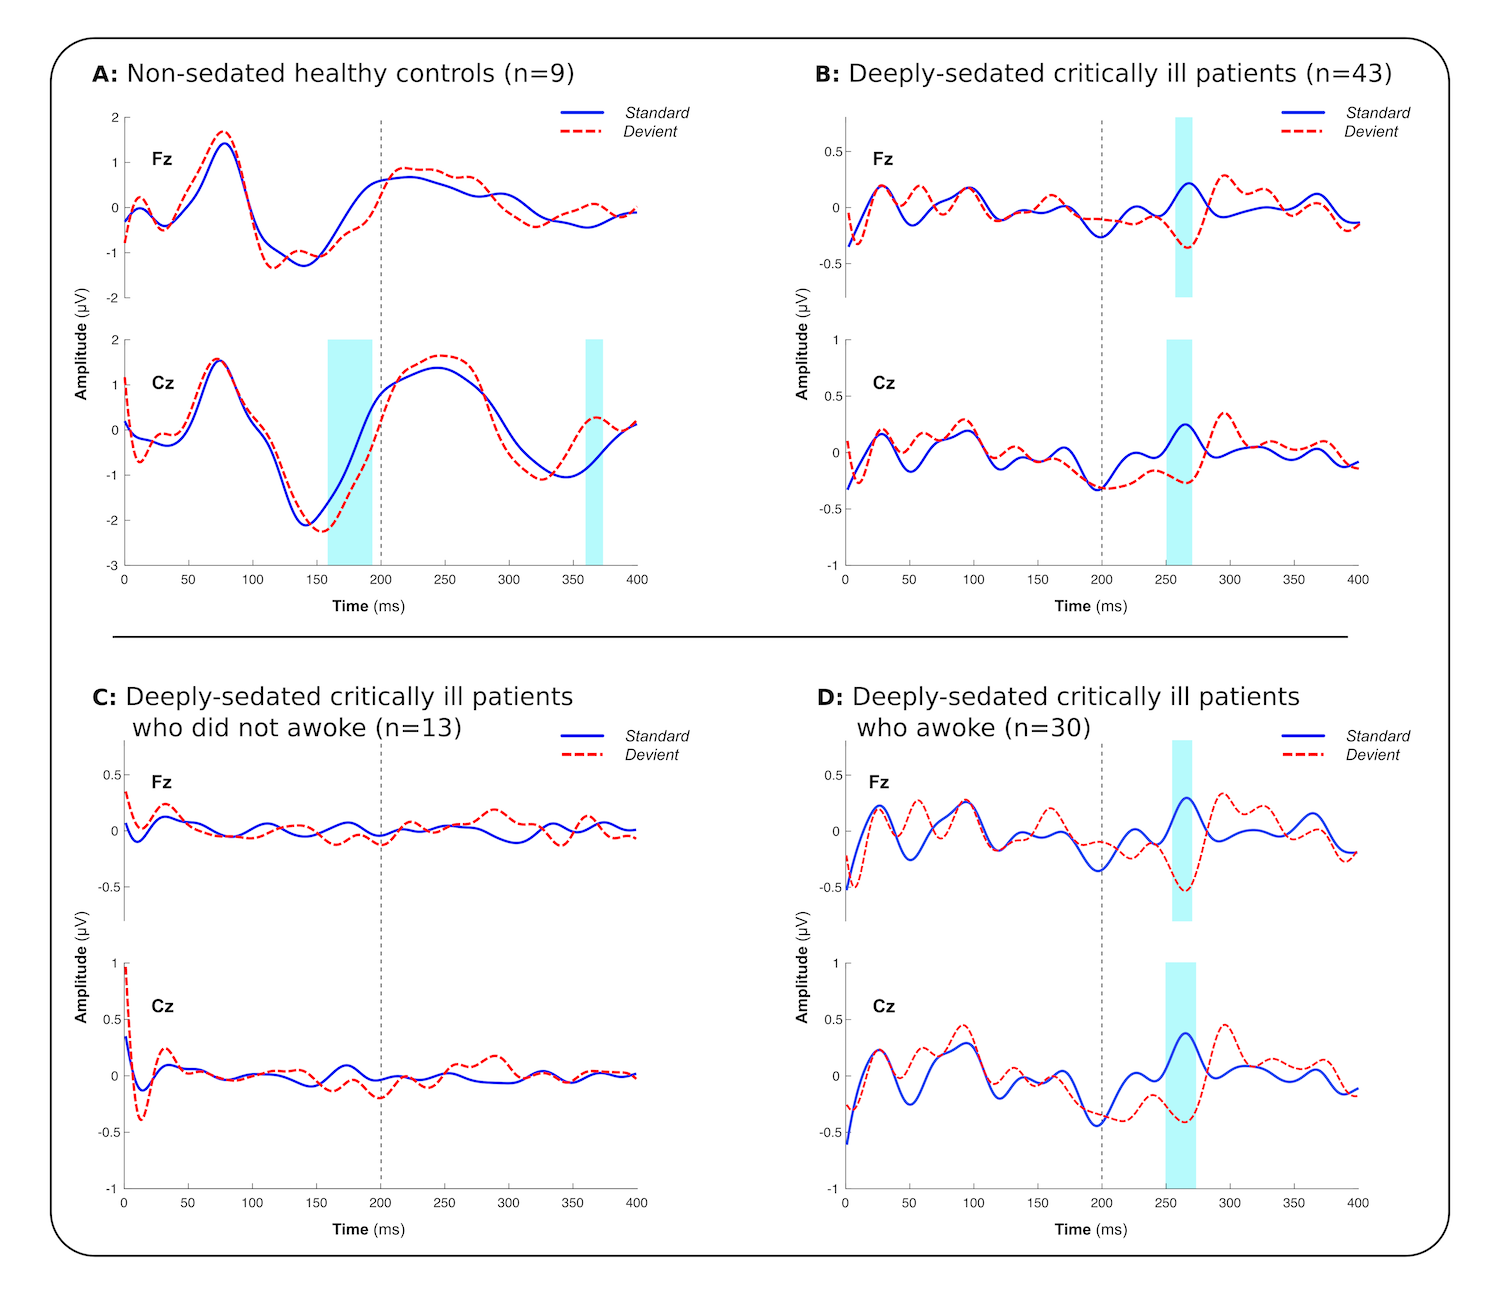 A: Non-sedated healthy controls (n=9)
Standard
Devient
Fz
2
1
0
-1
-2
Amplitude (μV)
Cz
2
1
0
-1
-2
-3
0 50 100 150 200 250 300 350 400
Time (ms)
B: Deeply-sedated critically ill patients (n=43)
Standard
Devient
Fz
0.5
0
-0.5
Amplitude (μV)
Cz
1
0.5
0
-0.5
-1
0 50 100 150 200 250 300 350 400
Time (ms)
C: Deeply-sedated critically ill patients
who did not awoke (n=13)
Standard
Devient
Fz
0.5
0
-0.5
Amplitude (μV)
Cz
1
0.5
0
-0.5
-1
0 50 100 150 200 250 300 350 400
Time (ms)
D: Deeply-sedated critically ill patients
who awoke (n=30)
Standard
Devient
Fz
0.5
0
-0.5
Amplitude (μV)
Cz
1
0.5
0
-0.5
-1
0 50 100 150 200 250 300 350 400
Time (ms)